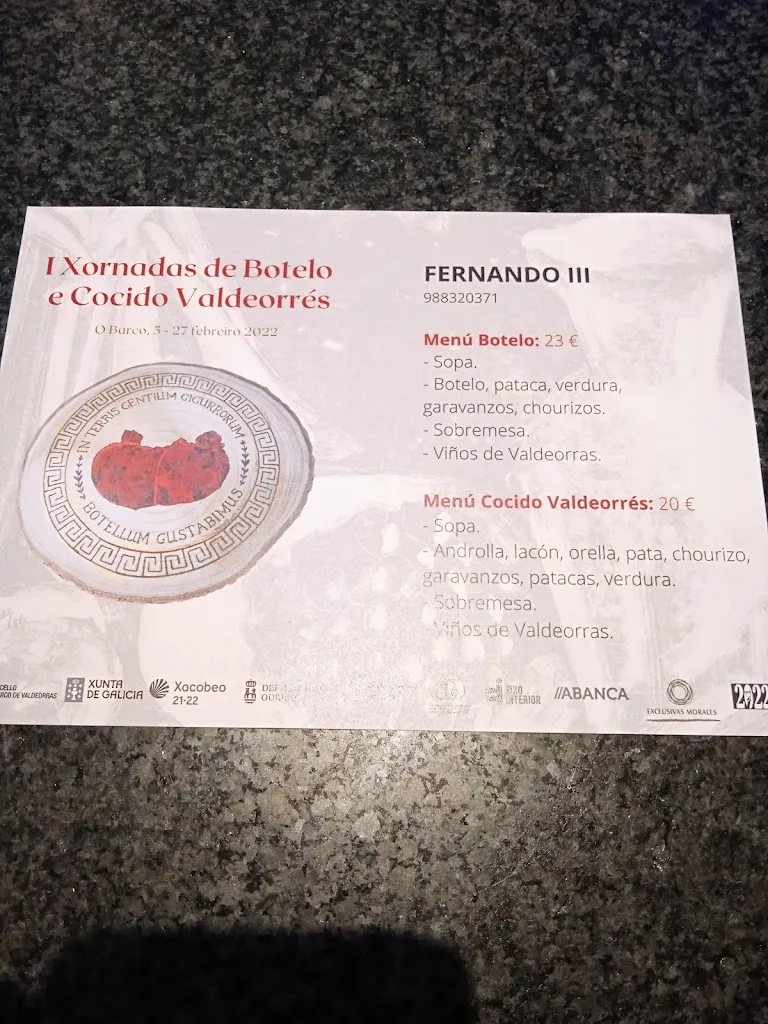 I Xornadas de Botelo
e Cocido Valdeorrés
O Barco, 5 - 27 febreiro 2022
IN TERRIS GENTIUM GIGURRORUM
BOTELLUM GUSTABIMUS
FERNANDO III
988320371
Menú Botelo: 23 €
- Sopa.
- Botelo, pataca, verdura,
garavanzos, chourizos.
- Sobremesa.
- Viños de Valdeorras.
Menú Cocido Valdeorrés: 20 €
- Sopa.
- Androlla, lacón, orella, pata, chourizo,
garavanzos, patacas, verdura.
- Sobremesa.
- Viños de Valdeorras.
XUNTA
DE GALICIA
Xacobeo
21·22
ABANCA
EXCLUSIVAS MORALES
2022